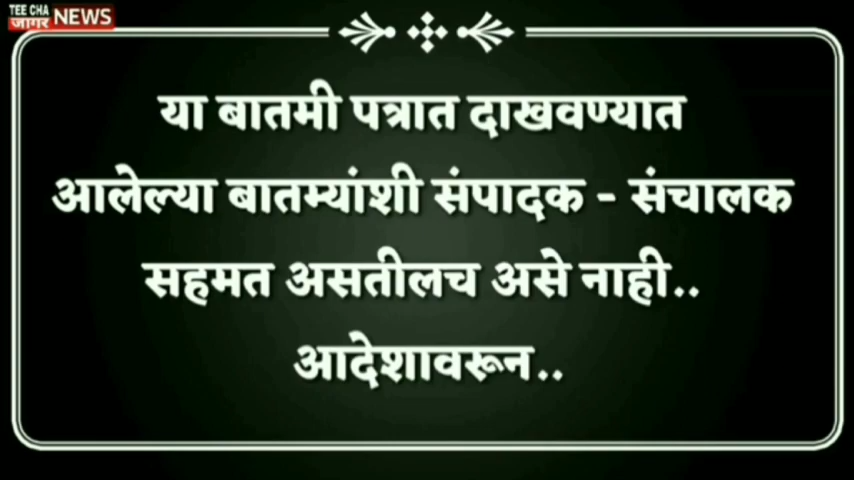 TEE CHA
जागर NEWS
या बातमी पत्रात दाखवण्यात
आलेल्या बातम्यांशी संपादक - संचालक
सहमत असतीलच असे नाही..
आदेशावरून..